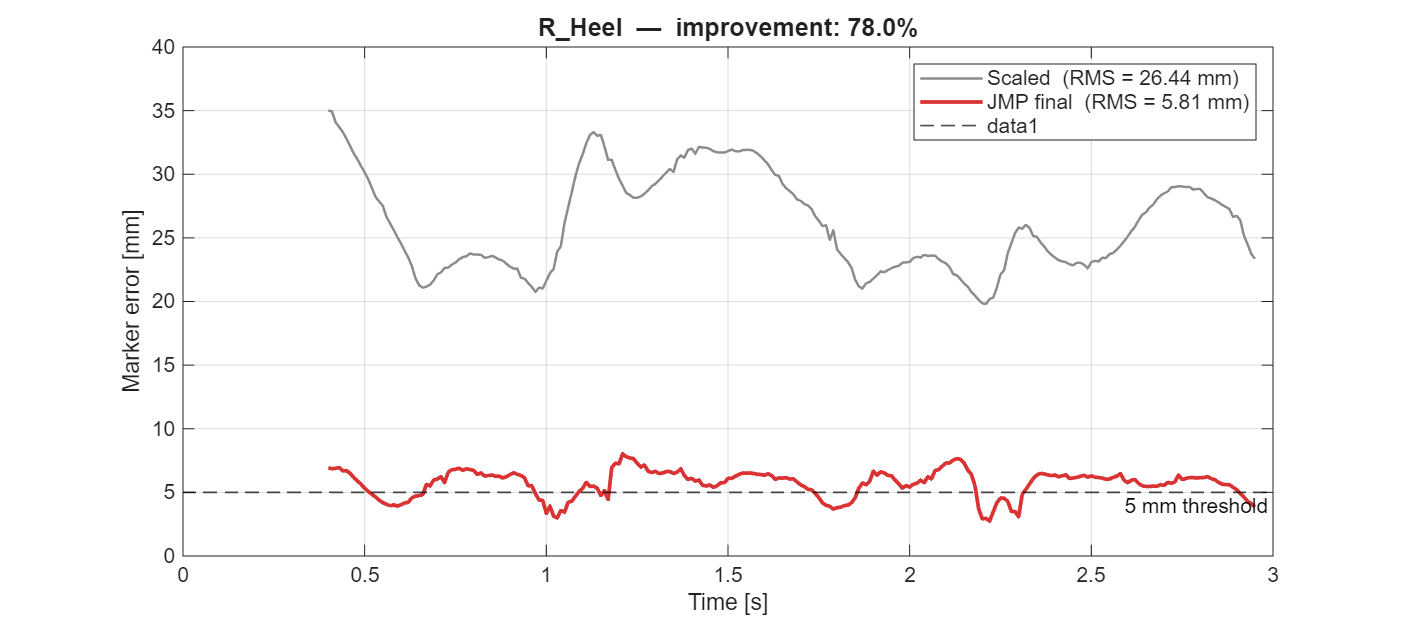 R_Heel — improvement: 78.0%
Scaled (RMS = 26.44 mm)
JMP final (RMS = 5.81 mm)
data1
Marker error [mm]
40
35
30
25
20
15
10
5
0
5 mm threshold
0 0.5 1 1.5 2 2.5 3
Time [s]